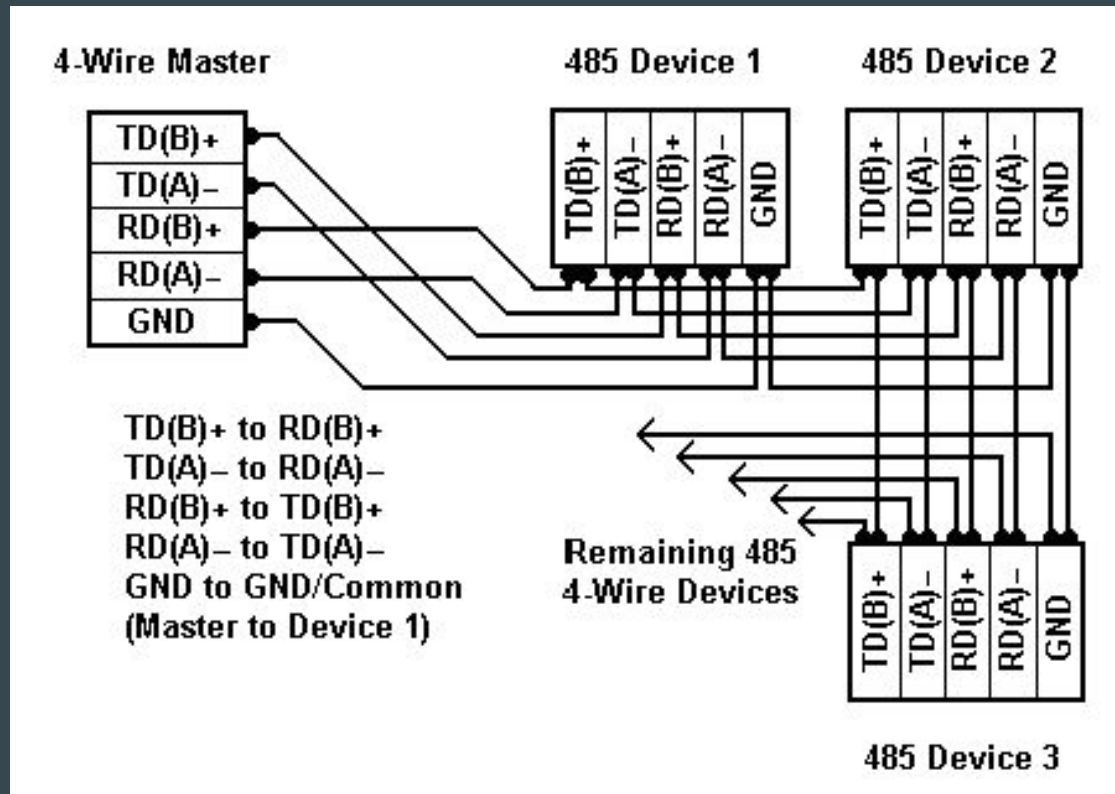 4-Wire Master
485 Device 1
485 Device 2
TD(B)+
TD(A)–
RD(B)+
RD(A)–
GND
TD(B)+
TD(A)–
RD(B)+
RD(A)–
GND
TD(B)+
TD(A)–
RD(B)+
RD(A)–
GND
TD(B)+ to RD(B)+
TD(A)– to RD(A)–
RD(B)+ to TD(B)+
RD(A)– to TD(A)–
GND to GND/Common
(Master to Device 1)
Remaining 485
4-Wire Devices
TD(B)+
TD(A)–
RD(B)+
RD(A)–
GND
485 Device 3